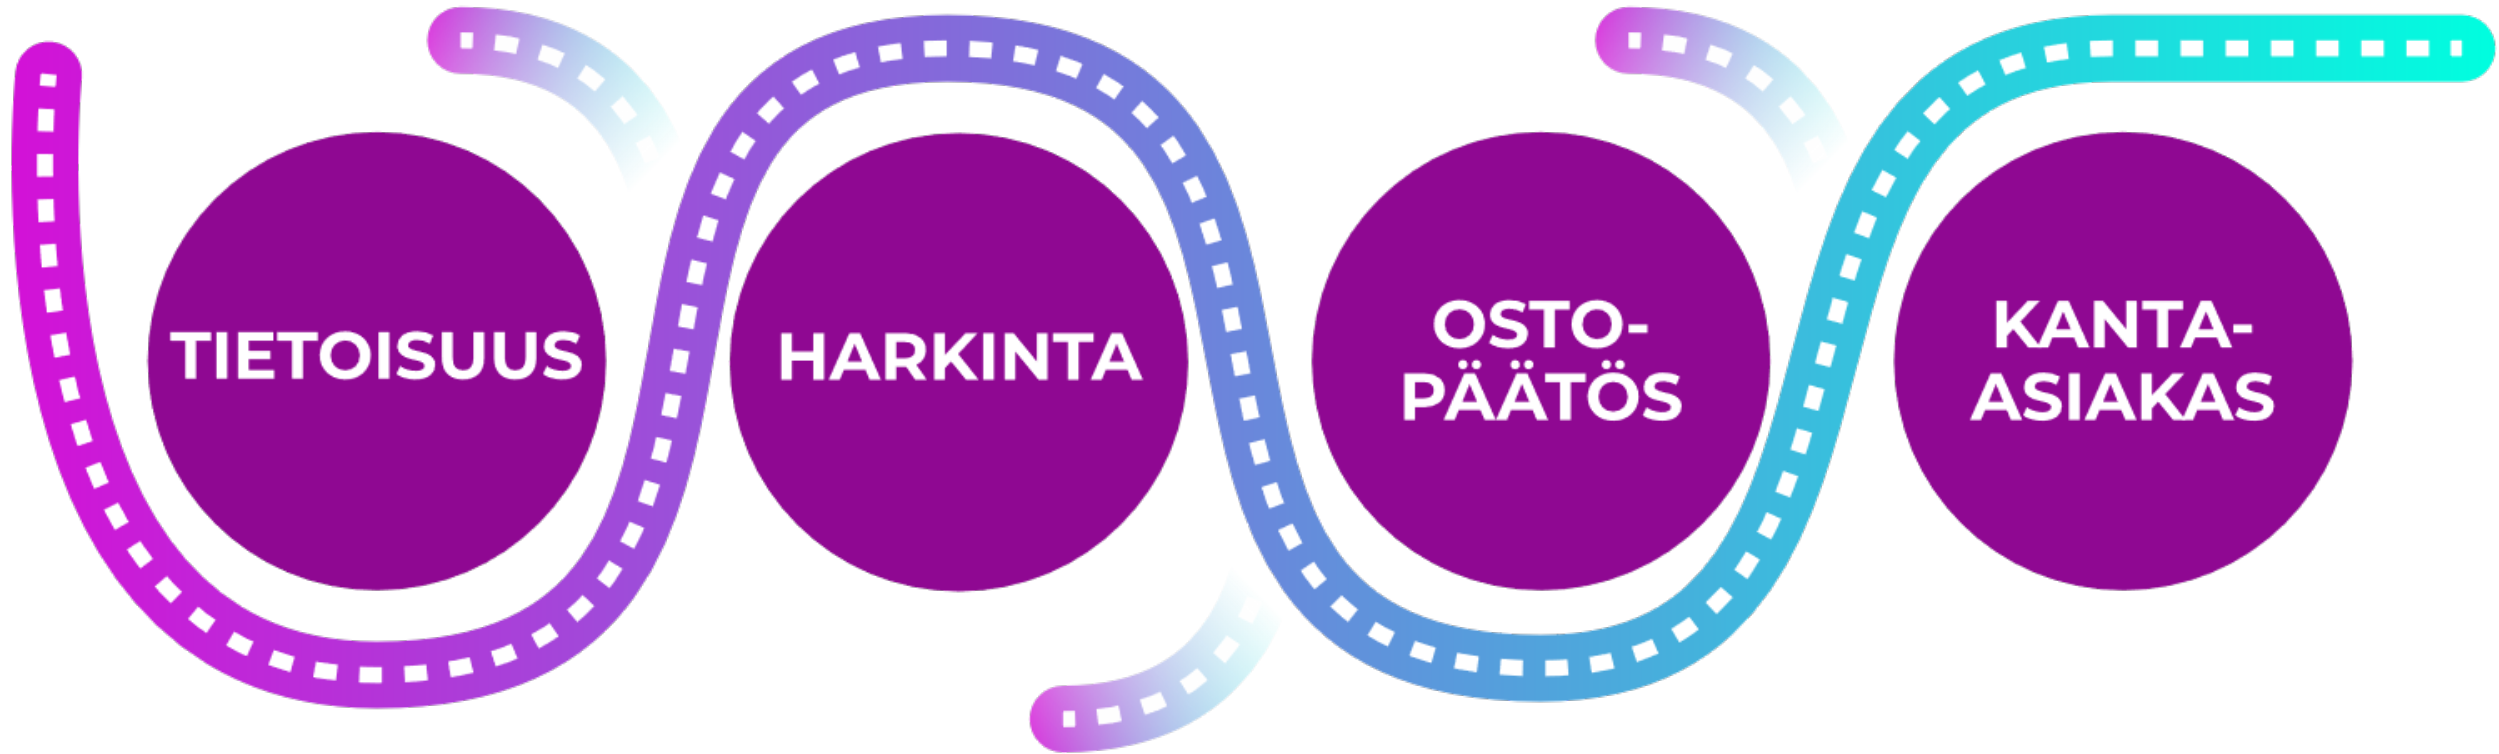 TIETOISUUS
HARKINTA
OSTO-
PÄÄTÖS
KANTA-
ASIAKAS